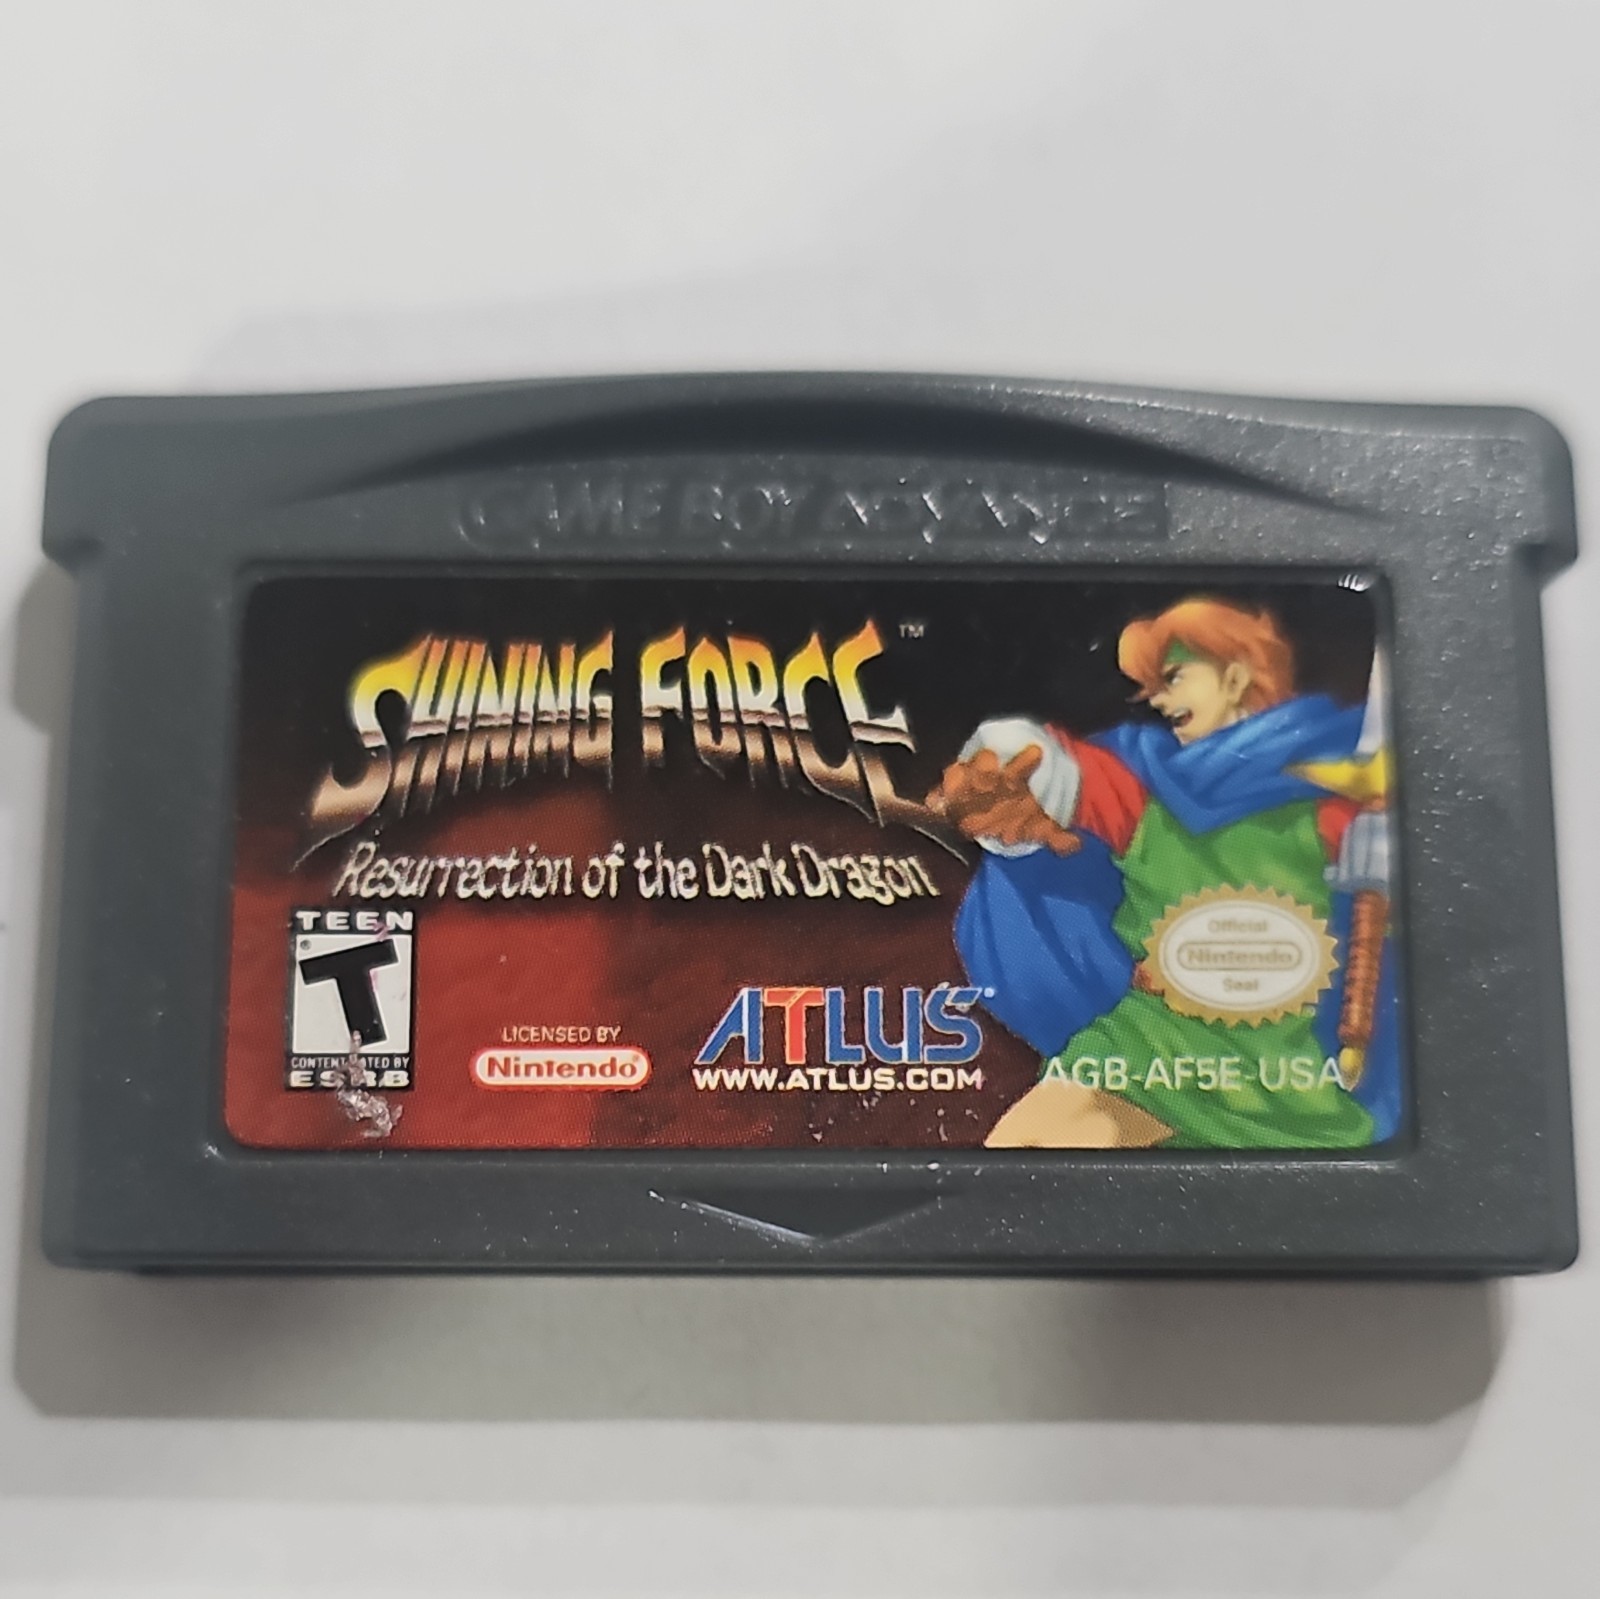 GAME BOY ADVANCE
SHINING FORCE™
Resurrection of the Dark Dragon
TEEN
T®
CONTENT RATED BY
ESRB
LICENSED BY
Nintendo®
ATLUS®
WWW.ATLUS.COM
Official
Nintendo
Seal
AGB-AF5E-USA